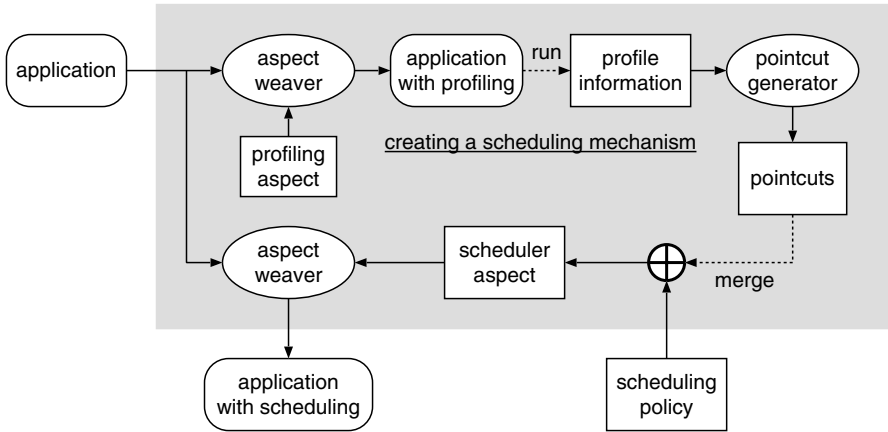 application
aspect
weaver
application
with profiling
run
profile
information
pointcut
generator
profiling
aspect
creating a scheduling mechanism
pointcuts
aspect
weaver
scheduler
aspect
merge
application
with scheduling
scheduling
policy